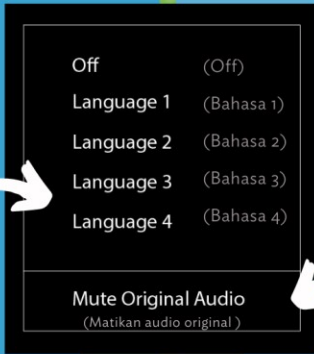 Off (Off)
Language 1 (Bahasa 1)
Language 2 (Bahasa 2)
Language 3 (Bahasa 3)
Language 4 (Bahasa 4)
Mute Original Audio
(Matikan audio original )